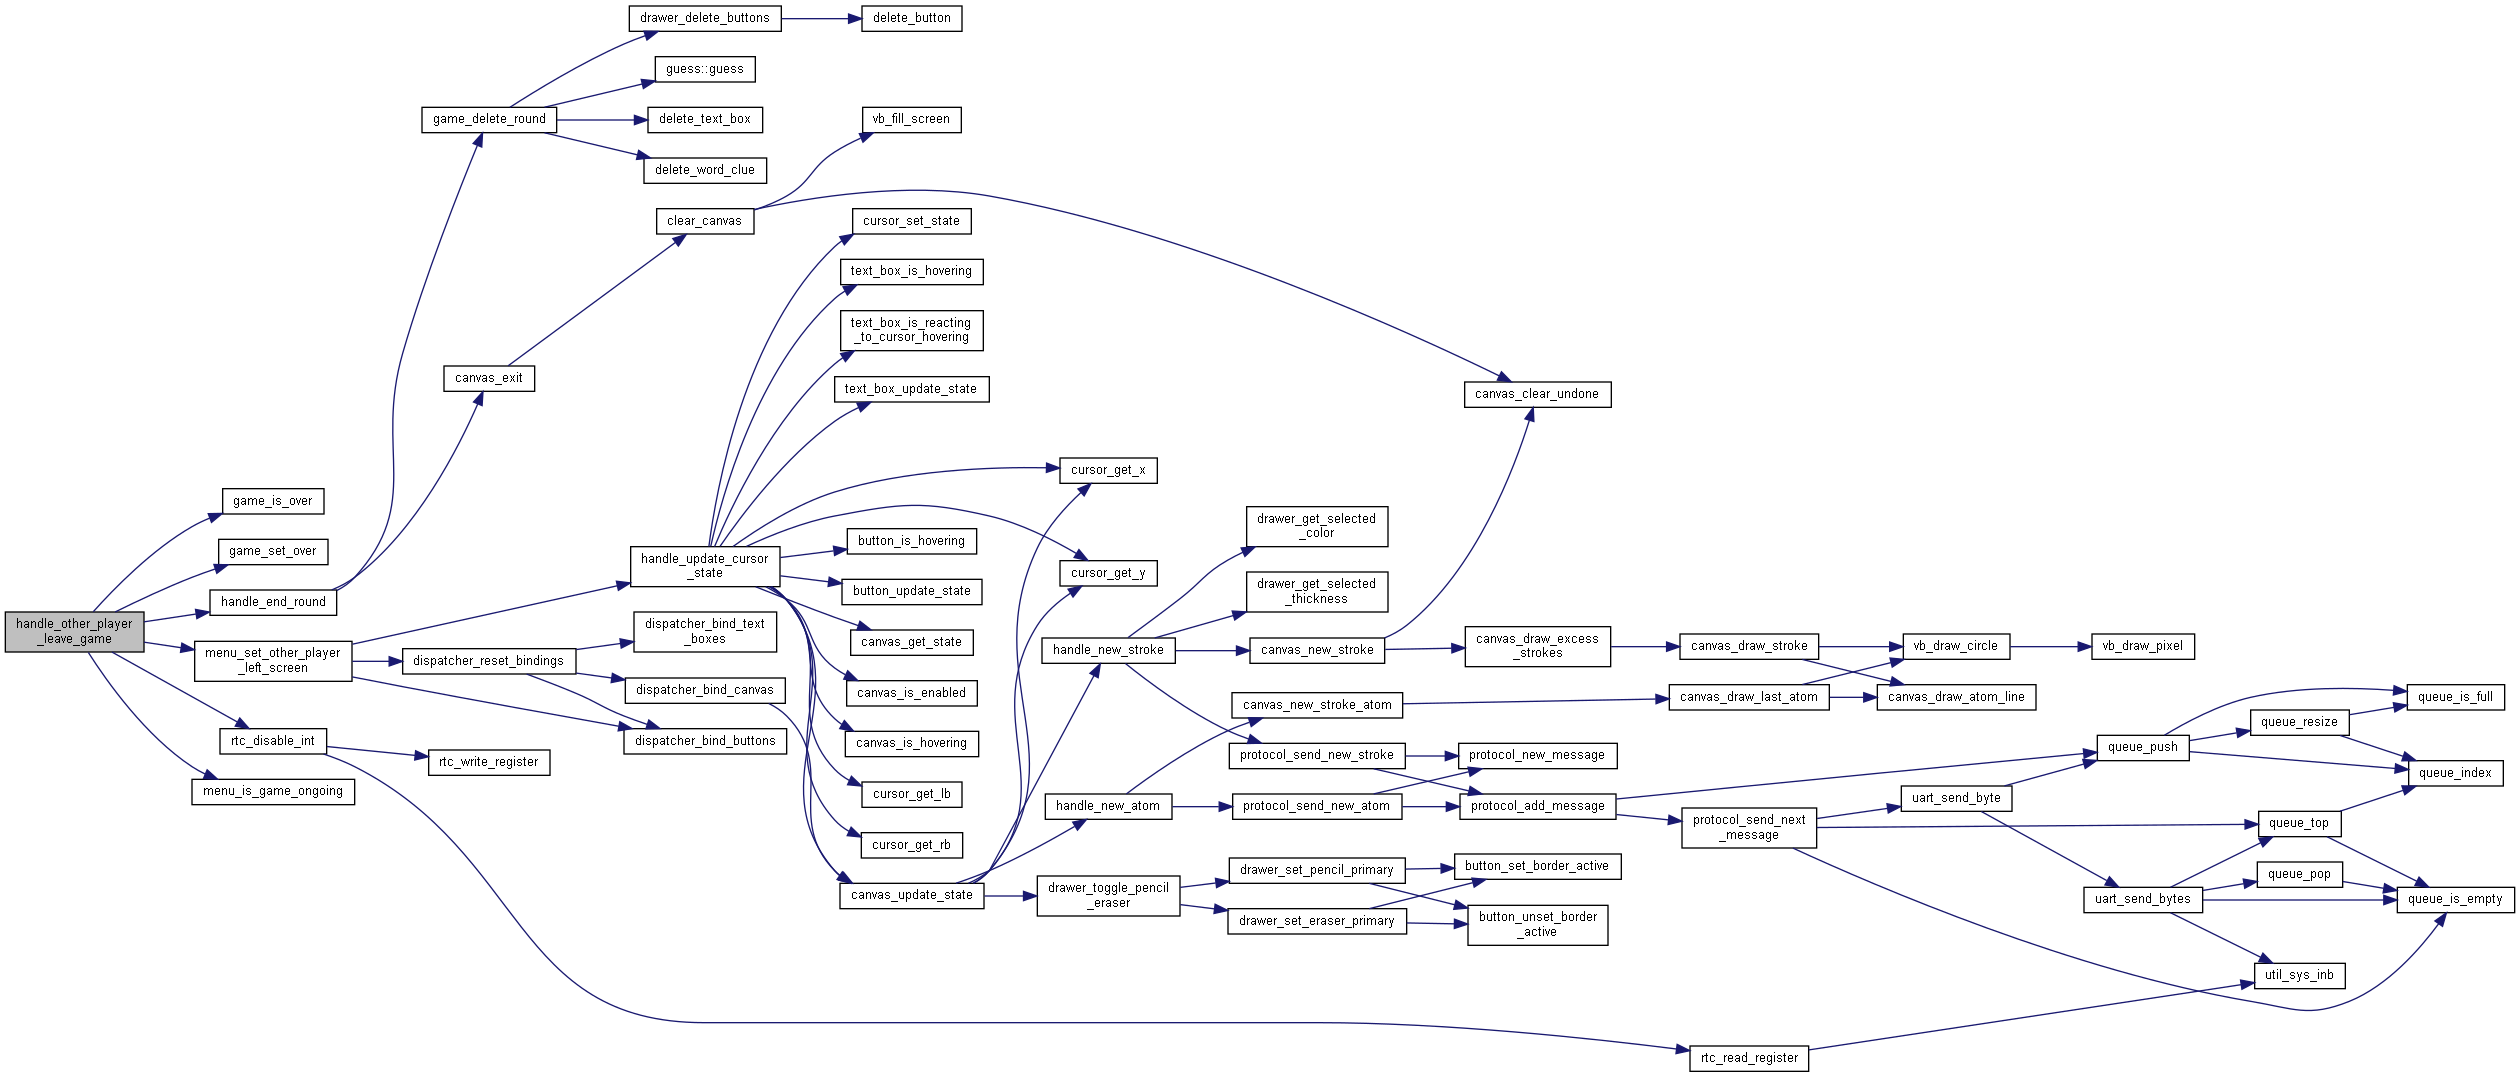 drawer_delete_buttons
delete_button
guess::guess
game_delete_round
delete_text_box
vb_fill_screen
delete_word_clue
clear_canvas
cursor_set_state
text_box_is_hovering
text_box_is_reacting
_to_cursor_hovering
canvas_exit
text_box_update_state
canvas_clear_undone
cursor_get_x
game_is_over
drawer_get_selected
_color
game_set_over
handle_update_cursor
_state
button_is_hovering
cursor_get_y
button_update_state
drawer_get_selected
_thickness
handle_end_round
handle_other_player
_leave_game
menu_set_other_player
_left_screen
dispatcher_reset_bindings
dispatcher_bind_text
_boxes
canvas_get_state
handle_new_stroke
canvas_new_stroke
canvas_draw_excess
_strokes
canvas_draw_stroke
vb_draw_circle
vb_draw_pixel
dispatcher_bind_canvas
canvas_is_enabled
canvas_new_stroke_atom
canvas_draw_last_atom
canvas_draw_atom_line
queue_is_full
queue_resize
rtc_disable_int
dispatcher_bind_buttons
canvas_is_hovering
protocol_send_new_stroke
protocol_new_message
queue_push
rtc_write_register
queue_index
menu_is_game_ongoing
cursor_get_lb
handle_new_atom
protocol_send_new_atom
protocol_add_message
uart_send_byte
protocol_send_next
_message
queue_top
cursor_get_rb
drawer_set_pencil_primary
button_set_border_active
queue_pop
canvas_update_state
drawer_toggle_pencil
_eraser
drawer_set_eraser_primary
button_unset_border
_active
uart_send_bytes
queue_is_empty
util_sys_inb
rtc_read_register